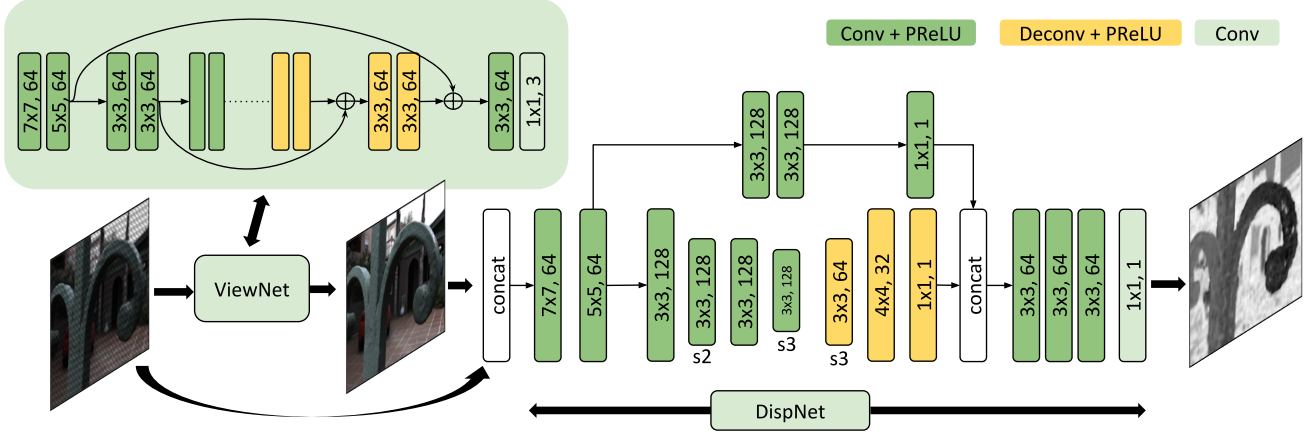 Conv + PReLU
Deconv + PReLU
Conv
7x7, 64
5x5, 64
3x3, 64
3x3, 64
3x3, 64
3x3, 64
3x3, 64
1x1, 3
ViewNet
concat
7x7, 64
5x5, 64
3x3, 128
3x3, 128
1x1, 1
3x3, 128
3x3, 128
s2
3x3, 128
3x3, 128
s3
3x3, 64
s3
4x4, 32
1x1, 1
concat
3x3, 64
3x3, 64
3x3, 64
1x1, 1
DispNet